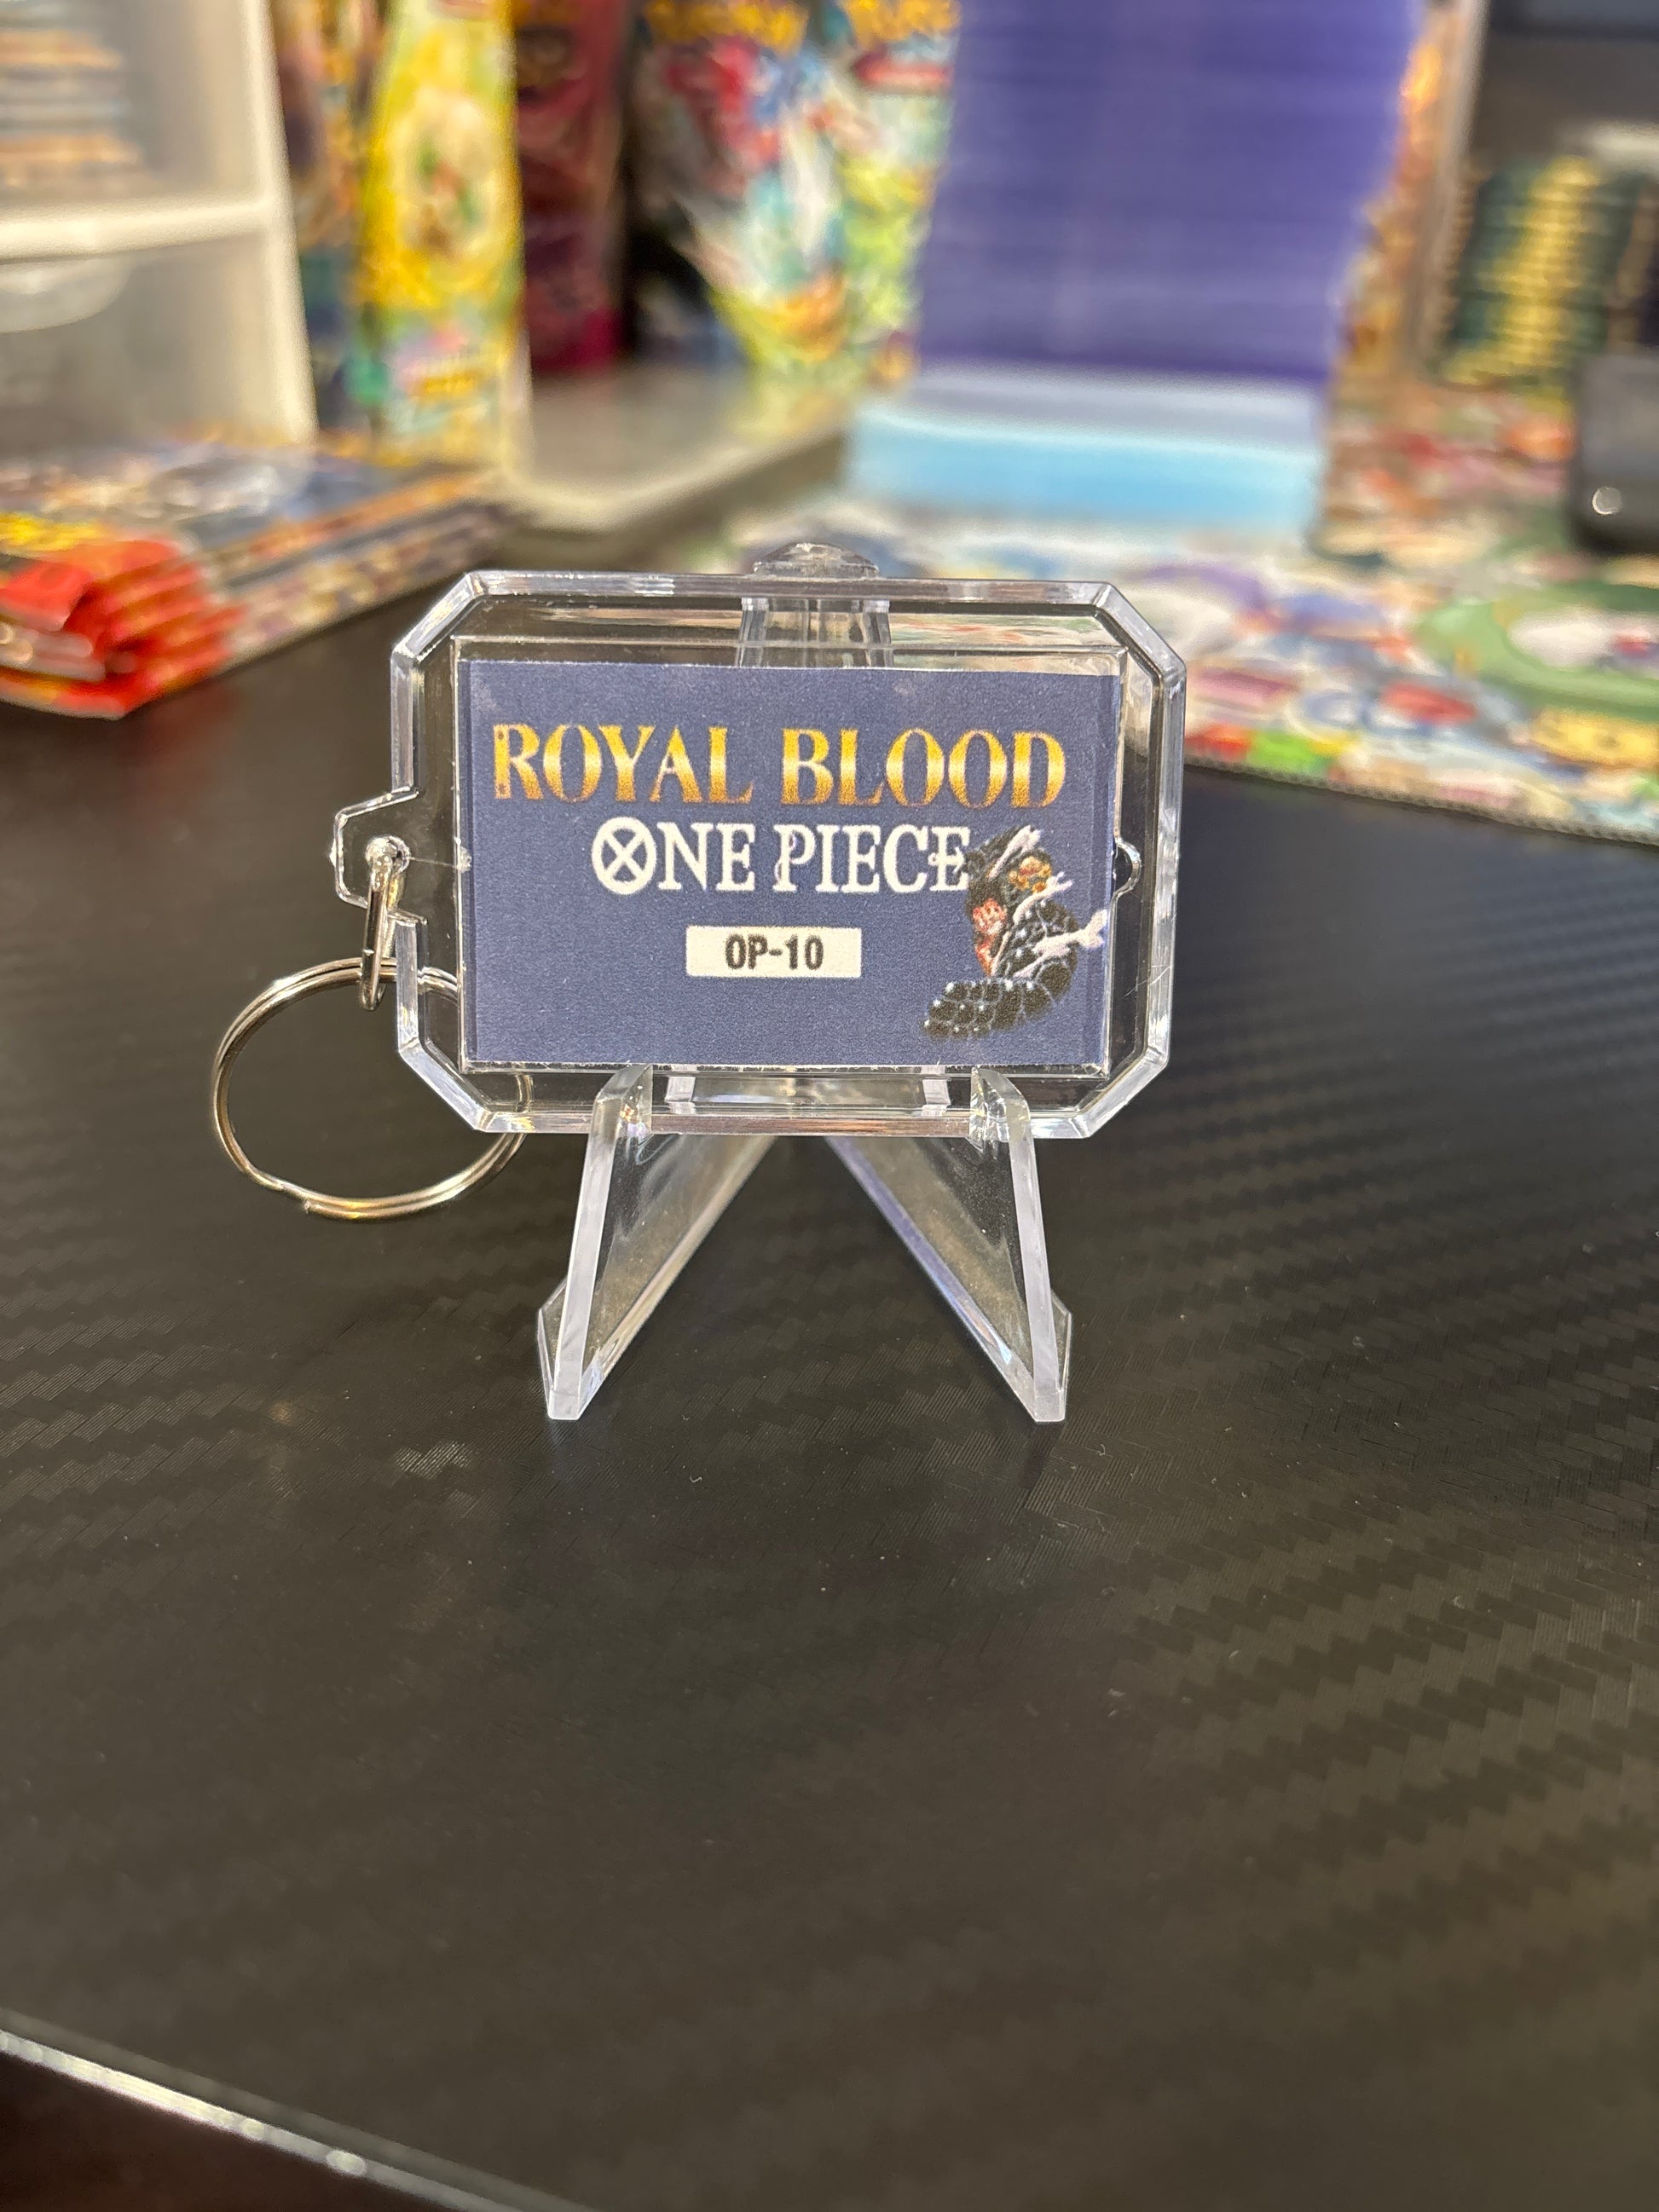 ROYAL BLOOD
ONE PIECE
OP-10